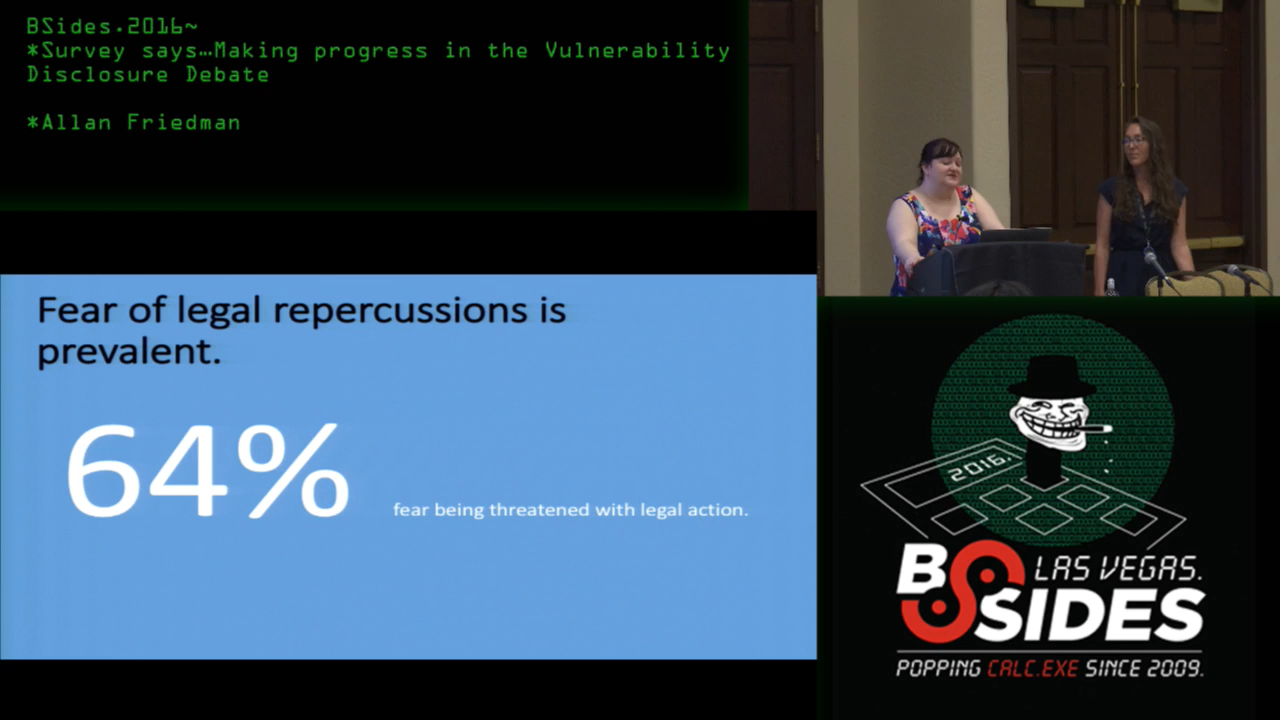 BSides.2016~
*Survey says…Making progress in the Vulnerability
Disclosure Debate
*Allan Friedman
Fear of legal repercussions is
prevalent.
64%
fear being threatened with legal action.
2016.
BSIDES
LAS VEGAS.
POPPING CALC.EXE SINCE 2009.